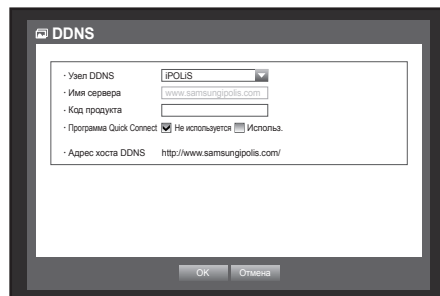 DDNS
· Узел DDNS iPOLiS
· Имя сервера www.samsungipolis.com
· Код продукта
· Программа Quick Connect Не используется Использ.
· Адрес хоста DDNS http://www.samsungipolis.com/
OK Отмена